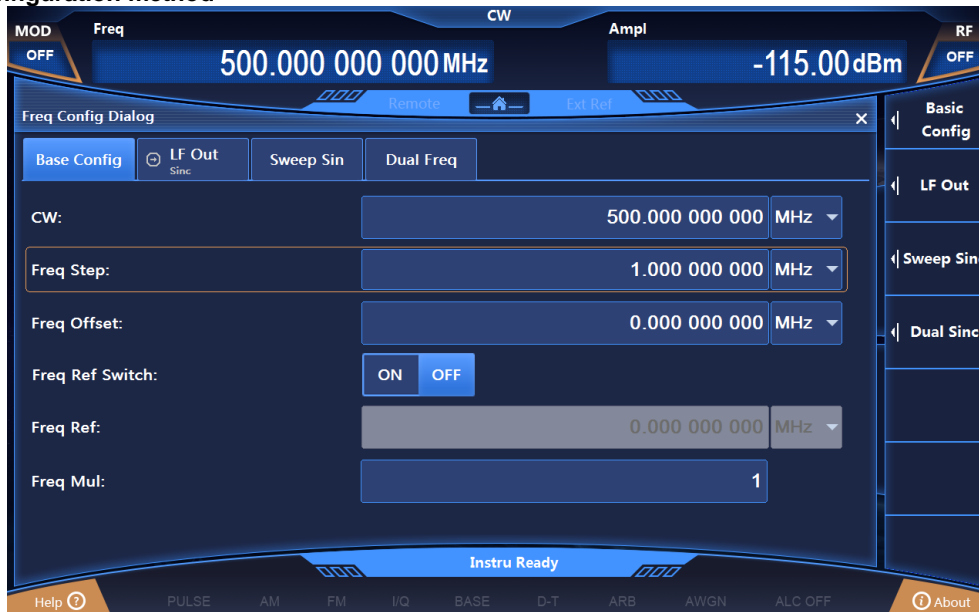 CW
MOD Freq Ampl RF
OFF 500.000 000 000 MHz -115.00 dBm OFF
Remote Ext Ref
Freq Config Dialog ×
Base Config LF Out Sinc Sweep Sin Dual Freq
CW: 500.000 000 000 MHz
Freq Step: 1.000 000 000 MHz
Freq Offset: 0.000 000 000 MHz
Freq Ref Switch: ON OFF
Freq Ref: 0.000 000 000 MHz
Freq Mul: 1
Basic
Config
LF Out
Sweep Sin
Dual Sinc
Instru Ready
Help ? PULSE AM FM I/Q BASE D-T ARB AWGN ALC OFF i About